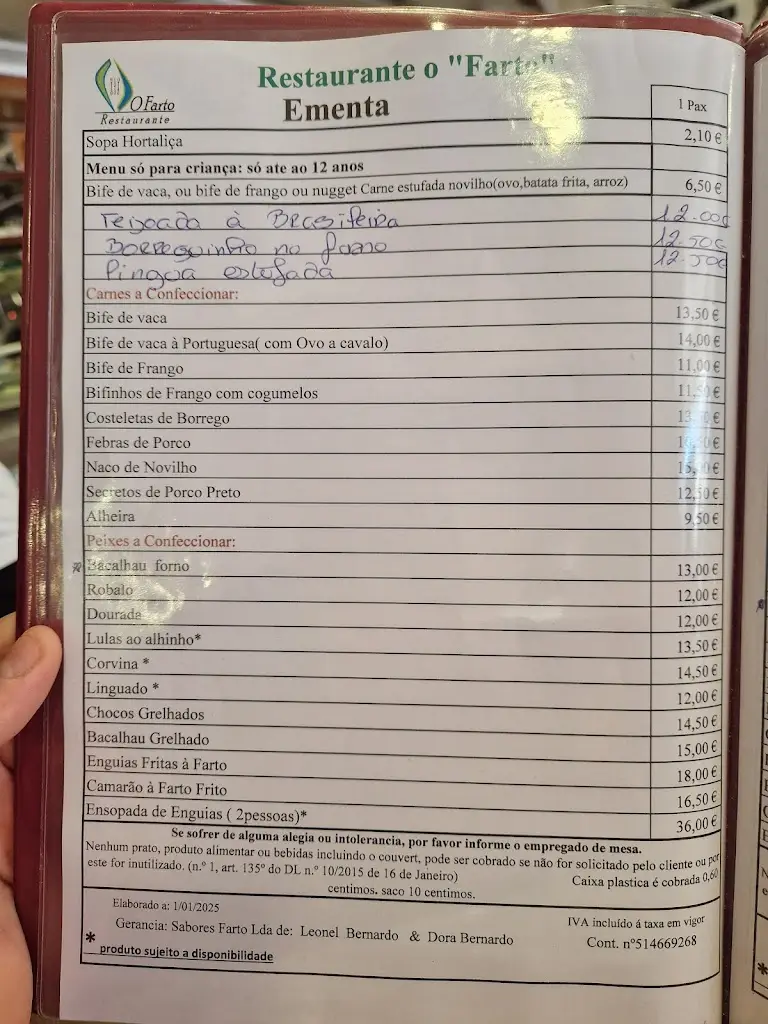 O Farto
Restaurante
Restaurante o "Farto"
Ementa
1 Pax
Sopa Hortaliça 2,10 €
Menu só para criança: só ate ao 12 anos
Bife de vaca, ou bife de frango ou nugget Carne estufada novilho(ovo,batata frita, arroz) 6,50 €
Feijoada à Brasileira 12.00€
Borreguinho no forno 12.50€
Língua estufada 12.50€
Carnes a Confeccionar:
Bife de vaca 13,50 €
Bife de vaca à Portuguesa( com Ovo a cavalo) 14,00 €
Bife de Frango 11,00 €
Bifinhos de Frango com cogumelos 11,50 €
Costeletas de Borrego
Febras de Porco
Naco de Novilho
Secretos de Porco Preto 12,50 €
Alheira 9,50 €
Peixes a Confeccionar:
Bacalhau forno 13,00 €
Robalo 12,00 €
Dourada 12,00 €
Lulas ao alhinho* 13,50 €
Corvina * 14,50 €
Linguado * 12,00 €
Chocos Grelhados 14,50 €
Bacalhau Grelhado 15,00 €
Enguias Fritas à Farto 18,00 €
Camarão à Farto Frito 16,50 €
Ensopada de Enguias ( 2pessoas)* 36,00 €
Se sofrer de alguma alegia ou intolerancia, por favor informe o empregado de mesa.
Nenhum prato, produto alimentar ou bebidas incluindo o couvert, pode ser cobrado se não for solicitado pelo cliente ou por
este for inutilizado. (n.º 1, art. 135º do DL n.º 10/2015 de 16 de Janeiro) Caixa plastica é cobrada 0,60
centimos. saco 10 centimos.
Elaborado a: 1/01/2025
IVA incluído á taxa em vigor
Gerancia: Sabores Farto Lda de: Leonel Bernardo & Dora Bernardo
Cont. nº514669268
* produto sujeito a disponibilidade